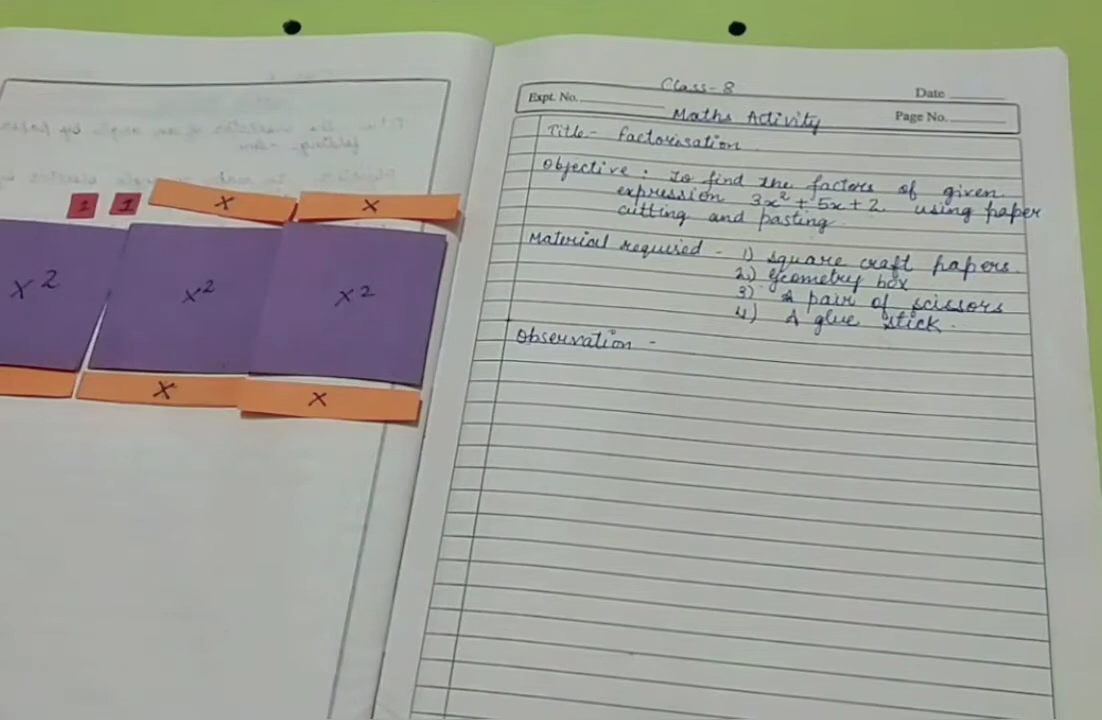 1 1 x x
x² x² x²
x x
Class-8
Expt. No. Date
Maths Activity Page No.
Title - factorisation
Objective : To find the factors of given
expression 3x² + 5x + 2 using paper
cutting and pasting
Material required - 1) square craft papers.
2) geometry box
3) A pair of scissors
4) A glue stick.
Observation -